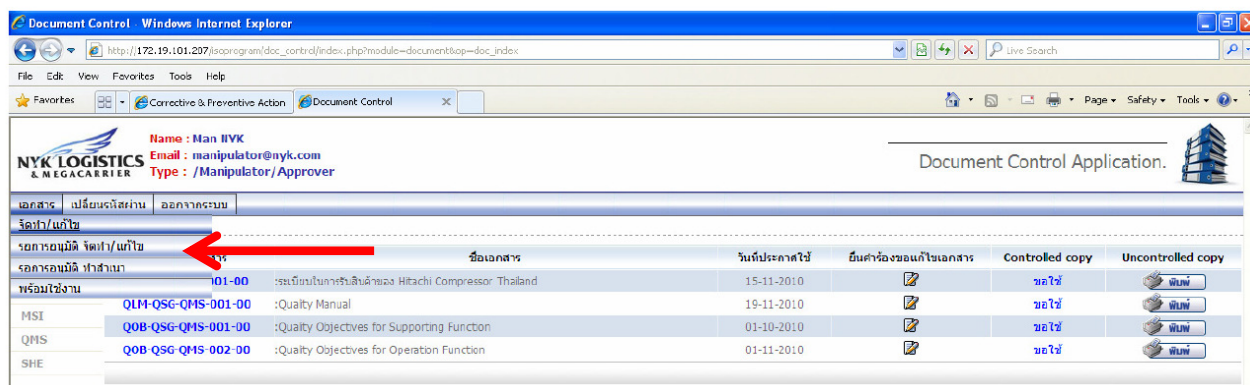 Document Control - Windows Internet Explorer
http://172.19.101.207/isoprogram/doc_control/index.php?module=document&op=doc_index
Live Search
File Edit View Favorites Tools Help
Favorites Corrective & Preventive Action Document Control Page Safety Tools
NYK LOGISTICS & MEGACARRIER
Name : Man NYK
Email : manipulator@nyk.com
Type : /Manipulator/Approver
Document Control Application.
เอกสาร เปลี่ยนรหัสผ่าน ออกจากระบบ
จัดทำ/แก้ไข
รอการอนุมัติ จัดทำ/แก้ไข
รอการอนุมัติ ทำสำเนา
พร้อมใช้งาน
ชื่อเอกสาร วันที่ประกาศใช้ ยื่นคำร้องขอแก้ไขเอกสาร Controlled copy Uncontrolled copy
001-00 :ระเบียบในการรับสินค้าของ Hitachi Compressor Thailand 15-11-2010 ขอใช้ พิมพ์
QLM-QSG-QMS-001-00 :Quality Manual 19-11-2010 ขอใช้ พิมพ์
QOB-QSG-QMS-001-00 :Quality Objectives for Supporting Function 01-10-2010 ขอใช้ พิมพ์
QOB-QSG-QMS-002-00 :Quality Objectives for Operation Function 01-11-2010 ขอใช้ พิมพ์
MSI
QMS
SHE